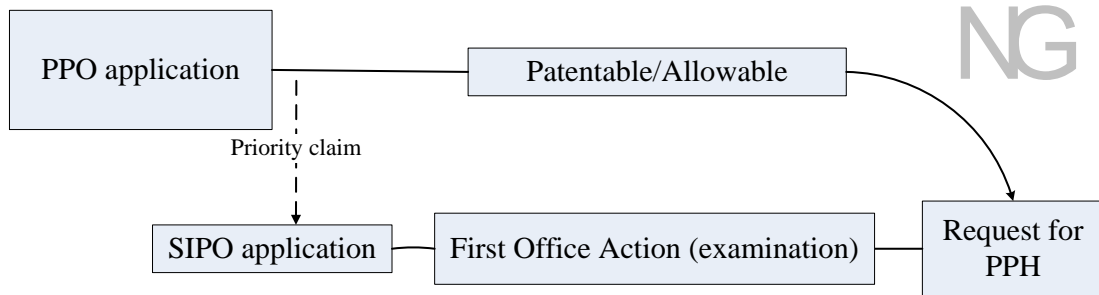 NG
PPO application
Patentable/Allowable
Priority claim
SIPO application
First Office Action (examination)
Request for
PPH